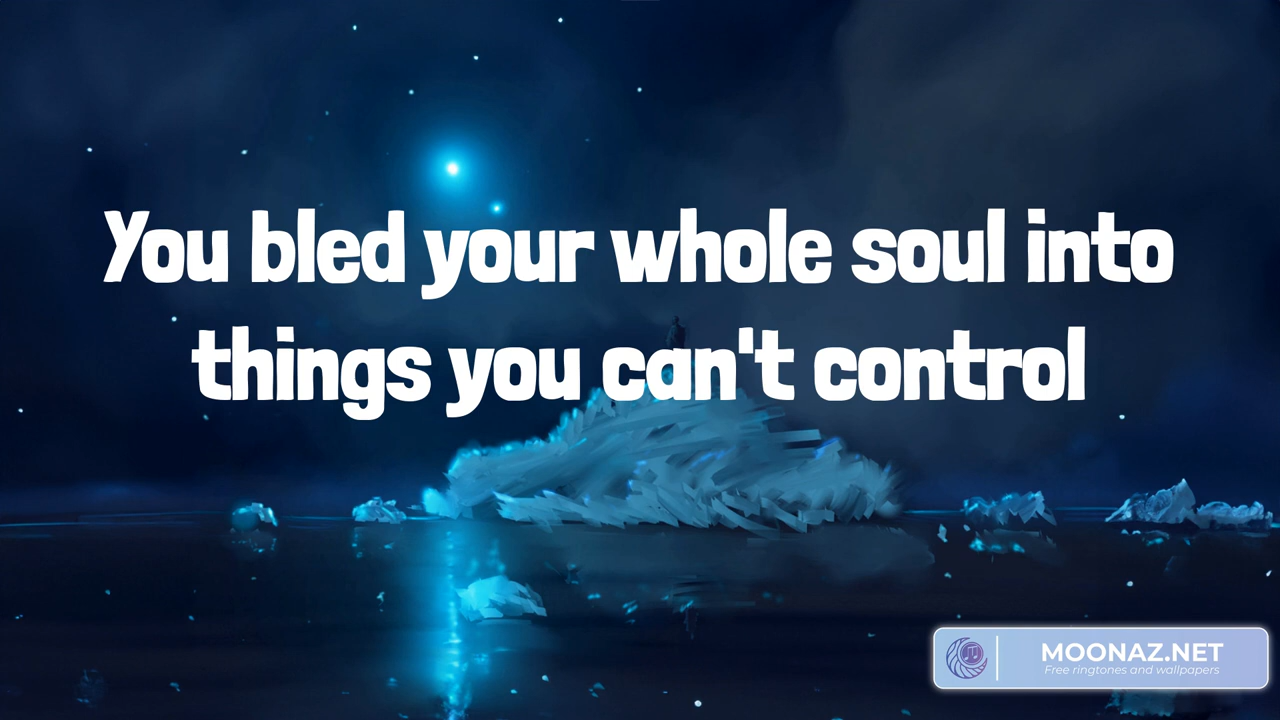 You bled your whole soul into
things you can't control
MOONAZ.NET
Free ringtones and wallpapers